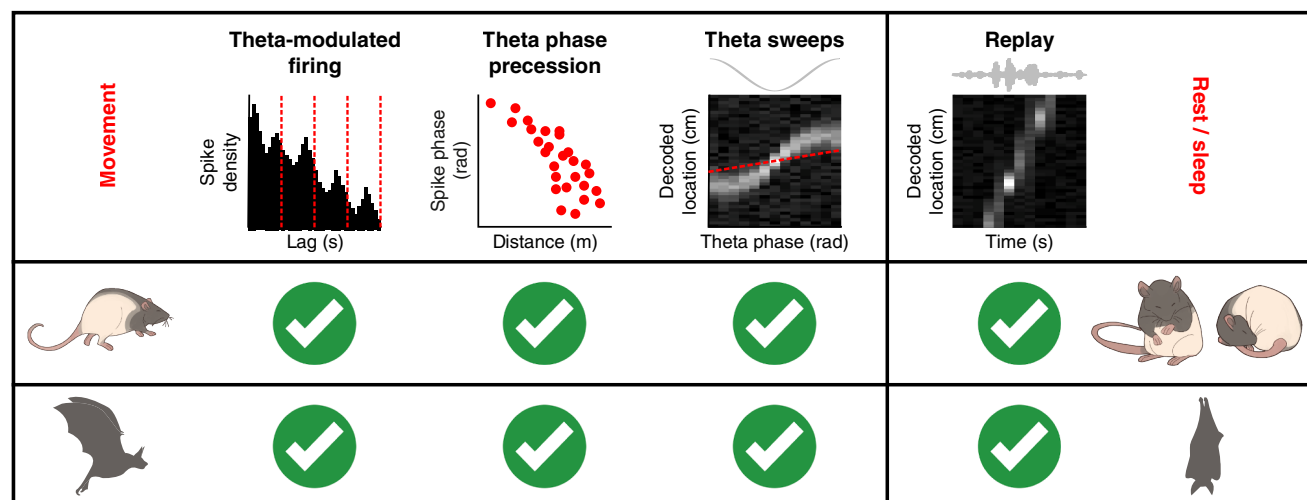 Movement
Theta-modulated
firing
Spike
density
Lag (s)
Theta phase
precession
Spike phase
(rad)
Distance (m)
Theta sweeps
Decoded
location (cm)
Theta phase (rad)
Replay
Decoded
location (cm)
Time (s)
Rest / sleep